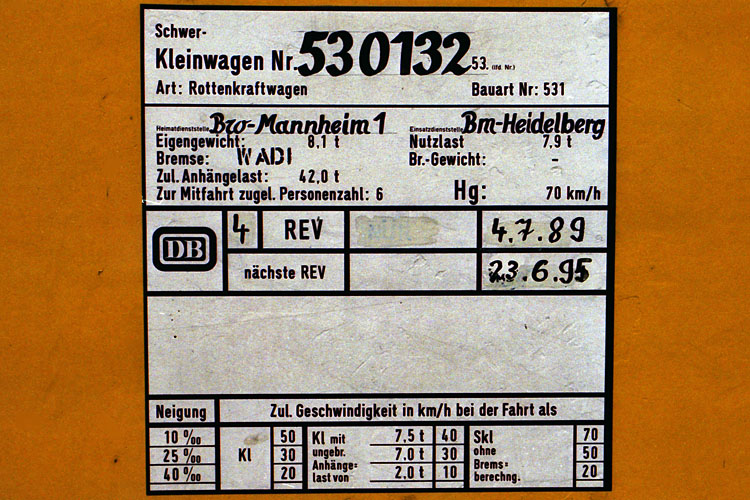 Schwer-
Kleinwagen Nr. 530132 53. (lfd. Nr.)
Art: Rottenkraftwagen Bauart Nr: 531
Heimatdienststelle Bw-Mannheim 1 Einsatzdienststelle Bm-Heidelberg
Eigengewicht: 8,1 t Nutzlast 7,9 t
Bremse: WADI Br.-Gewicht: -
Zul. Anhängelast: 42,0 t
Zur Mitfahrt zugel. Personenzahl: 6 Hg: 70 km/h
DB 4 REV 4.7.89
nächste REV 23.6.95
Neigung Zul. Geschwindigkeit in km/h bei der Fahrt als
10 ‰ Kl 50 Kl mit 7,5 t 40 Skl 70
25 ‰ 30 ungebr. 7.0 t 30 ohne 50
Anhänge- Brems-
40 ‰ 20 last von 2,0 t 10 berechng. 20